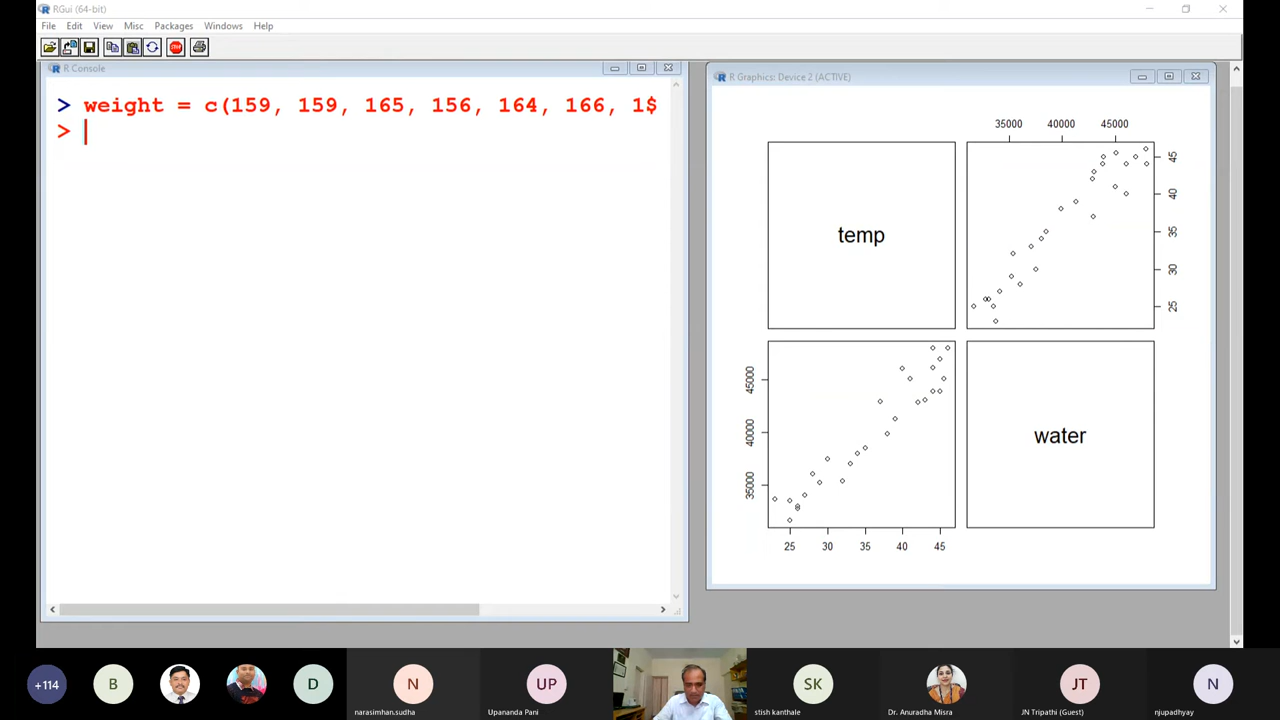 RGui (64-bit)
File Edit View Misc Packages Windows Help
STOP
R Console
> weight = c(159, 159, 165, 156, 164, 166, 1$
>
R Graphics: Device 2 (ACTIVE)
35000 40000 45000
temp
45
40
35
30
25
45000
40000
35000
water
25 30 35 40 45
+114
B
D
N
narasimhan.sudha
UP
Upananda Pani
SK
stish kanthale
Dr. Anuradha Misra
JT
JN Tripathi (Guest)
N
njupadhyay